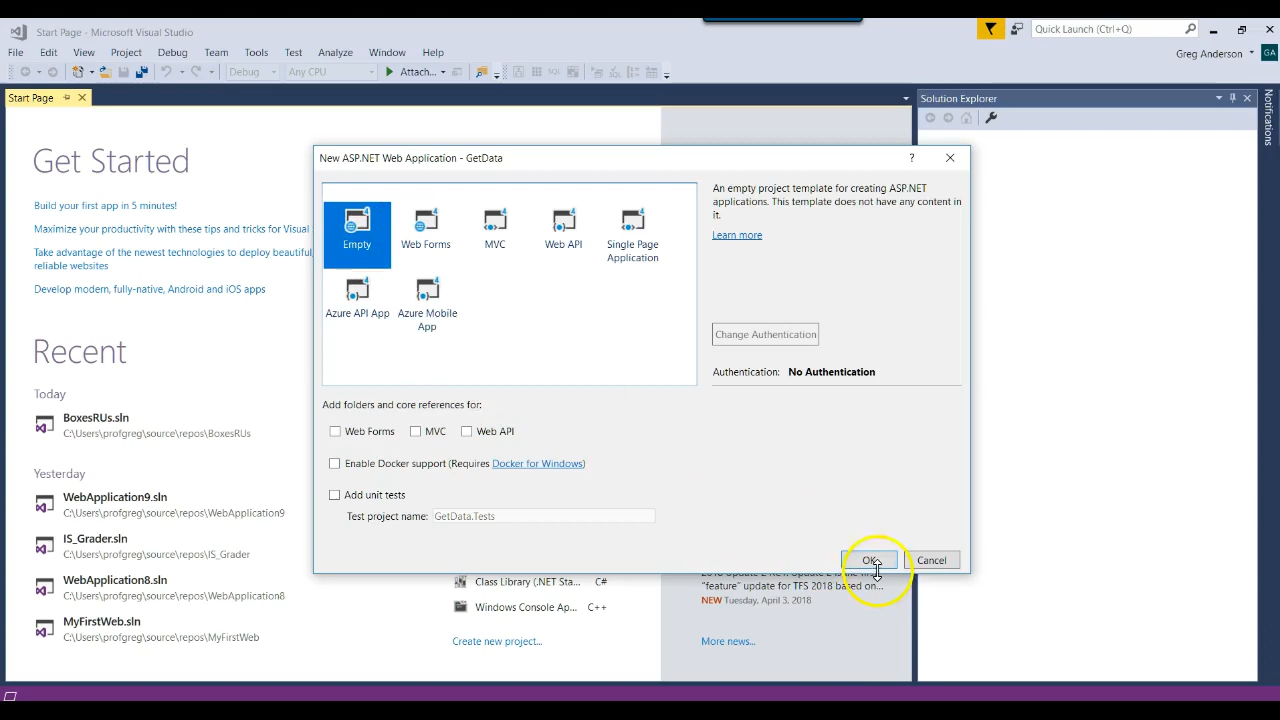 Start Page - Microsoft Visual Studio
Quick Launch (Ctrl+Q)
File Edit View Project Debug Team Tools Test Analyze Window Help
Greg Anderson GA
Debug Any CPU Attach...
Start Page
Solution Explorer
Notifications
Get Started
Build your first app in 5 minutes!
Maximize your productivity with these tips and tricks for Visual
Take advantage of the newest technologies to deploy beautiful,
reliable websites
Develop modern, fully-native, Android and iOS apps
Recent
Today
BoxesRUs.sln
C:\Users\profgreg\source\repos\BoxesRUs
Yesterday
WebApplication9.sln
C:\Users\profgreg\source\repos\WebApplication9
IS_Grader.sln
C:\Users\profgreg\source\repos\IS_Grader
WebApplication8.sln
C:\Users\profgreg\source\repos\WebApplication8
MyFirstWeb.sln
C:\Users\profgreg\source\repos\MyFirstWeb
New ASP.NET Web Application - GetData
?
Empty
Web Forms
MVC
Web API
Single Page
Application
Azure API App
Azure Mobile
App
An empty project template for creating ASP.NET
applications. This template does not have any content in
it.
Learn more
Change Authentication
Authentication: No Authentication
Add folders and core references for:
Web Forms MVC Web API
Enable Docker support (Requires Docker for Windows)
Add unit tests
Test project name: GetData.Tests
OK Cancel
Class Library (.NET Sta... C#
Windows Console Ap... C++
Create new project...
"feature" update for TFS 2018 based on...
NEW Tuesday, April 3, 2018
More news...